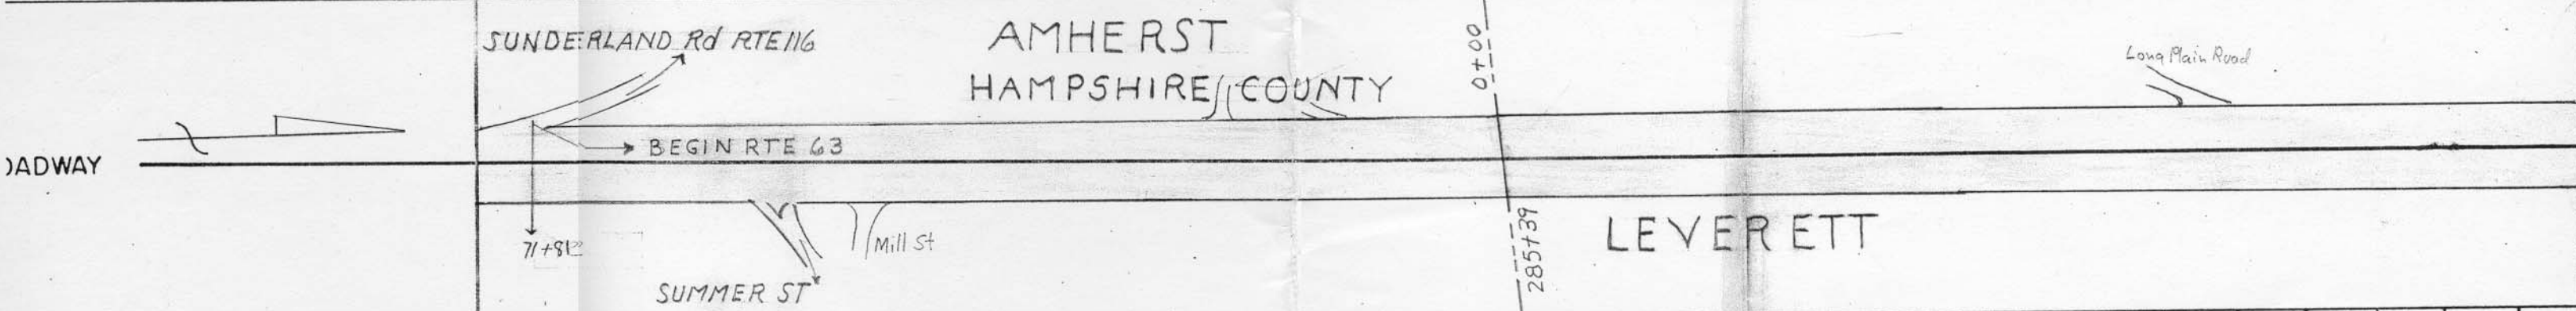 SUNDERLAND Rd RTE 116
AMHERST
HAMPSHIRE COUNTY
0+00
Long Plain Road
BEGIN RTE 63
OADWAY
71+81
Mill St
SUMMER ST
285+39
LEVERETT